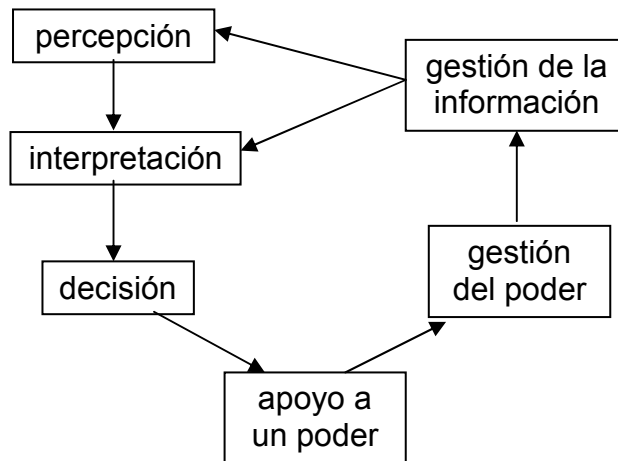 percepción
gestión de la
información
interpretación
gestión
del poder
decisión
apoyo a
un poder